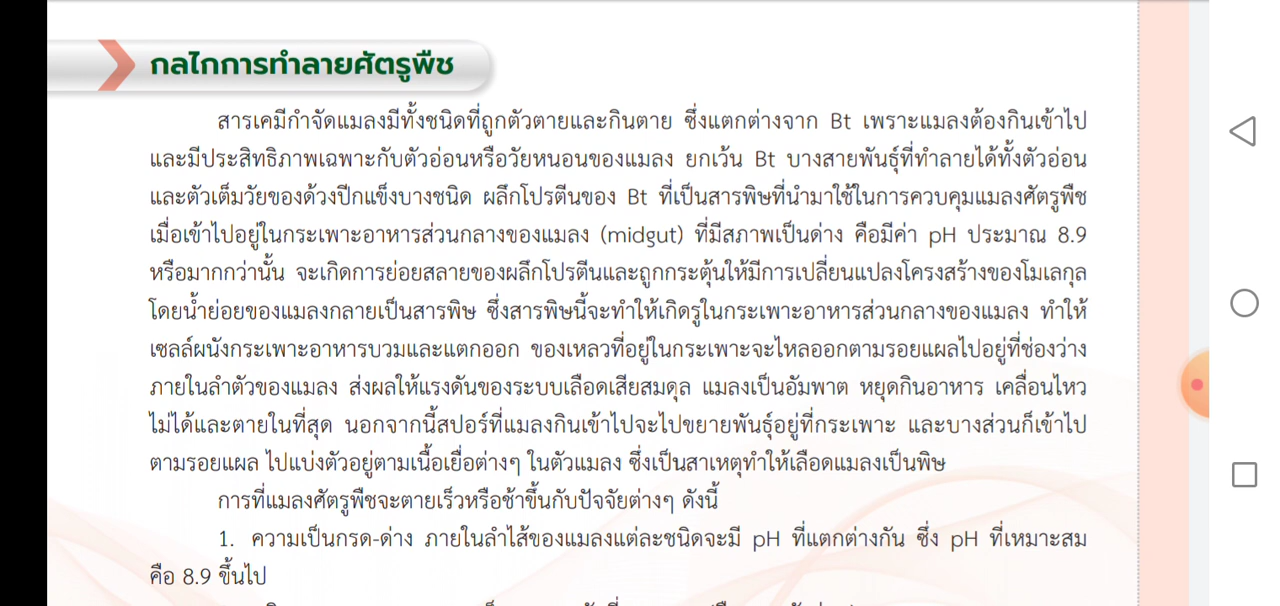 กลไกการทำลายศัตรูพืช
สารเคมีกำจัดแมลงมีทั้งชนิดที่ถูกตัวตายและกินตาย ซึ่งแตกต่างจาก Bt เพราะแมลงต้องกินเข้าไป
และมีประสิทธิภาพเฉพาะกับตัวอ่อนหรือวัยหนอนของแมลง ยกเว้น Bt บางสายพันธุ์ที่ทำลายได้ทั้งตัวอ่อน
และตัวเต็มวัยของด้วงปีกแข็งบางชนิด ผลึกโปรตีนของ Bt ที่เป็นสารพิษที่นำมาใช้ในการควบคุมแมลงศัตรูพืช
เมื่อเข้าไปอยู่ในกระเพาะอาหารส่วนกลางของแมลง (midgut) ที่มีสภาพเป็นด่าง คือมีค่า pH ประมาณ 8.9
หรือมากกว่านั้น จะเกิดการย่อยสลายของผลึกโปรตีนและถูกกระตุ้นให้มีการเปลี่ยนแปลงโครงสร้างของโมเลกุล
โดยน้ำย่อยของแมลงกลายเป็นสารพิษ ซึ่งสารพิษนี้จะทำให้เกิดรูในกระเพาะอาหารส่วนกลางของแมลง ทำให้
เซลล์ผนังกระเพาะอาหารบวมและแตกออก ของเหลวที่อยู่ในกระเพาะจะไหลออกตามรอยแผลไปอยู่ที่ช่องว่าง
ภายในลำตัวของแมลง ส่งผลให้แรงดันของระบบเลือดเสียสมดุล แมลงเป็นอัมพาต หยุดกินอาหาร เคลื่อนไหว
ไม่ได้และตายในที่สุด นอกจากนี้สปอร์ที่แมลงกินเข้าไปจะไปขยายพันธุ์อยู่ที่กระเพาะ และบางส่วนก็เข้าไป
ตามรอยแผล ไปแบ่งตัวอยู่ตามเนื้อเยื่อต่างๆ ในตัวแมลง ซึ่งเป็นสาเหตุทำให้เลือดแมลงเป็นพิษ
การที่แมลงศัตรูพืชจะตายเร็วหรือช้าขึ้นกับปัจจัยต่างๆ ดังนี้
1. ความเป็นกรด-ด่าง ภายในลำไส้ของแมลงแต่ละชนิดจะมี pH ที่แตกต่างกัน ซึ่ง pH ที่เหมาะสม
คือ 8.9 ขึ้นไป